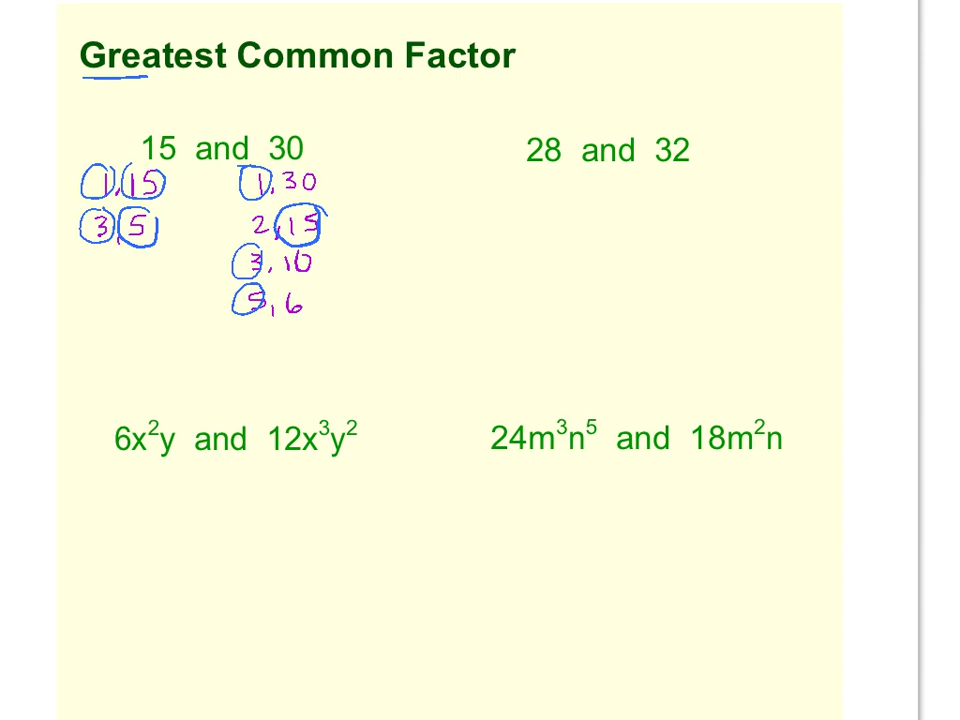 Greatest Common Factor
15 and 30
28 and 32
1, 15
1, 30
3, 5
2, 15
3, 10
5, 6
6x²y and 12x³y²
24m³n⁵ and 18m²n